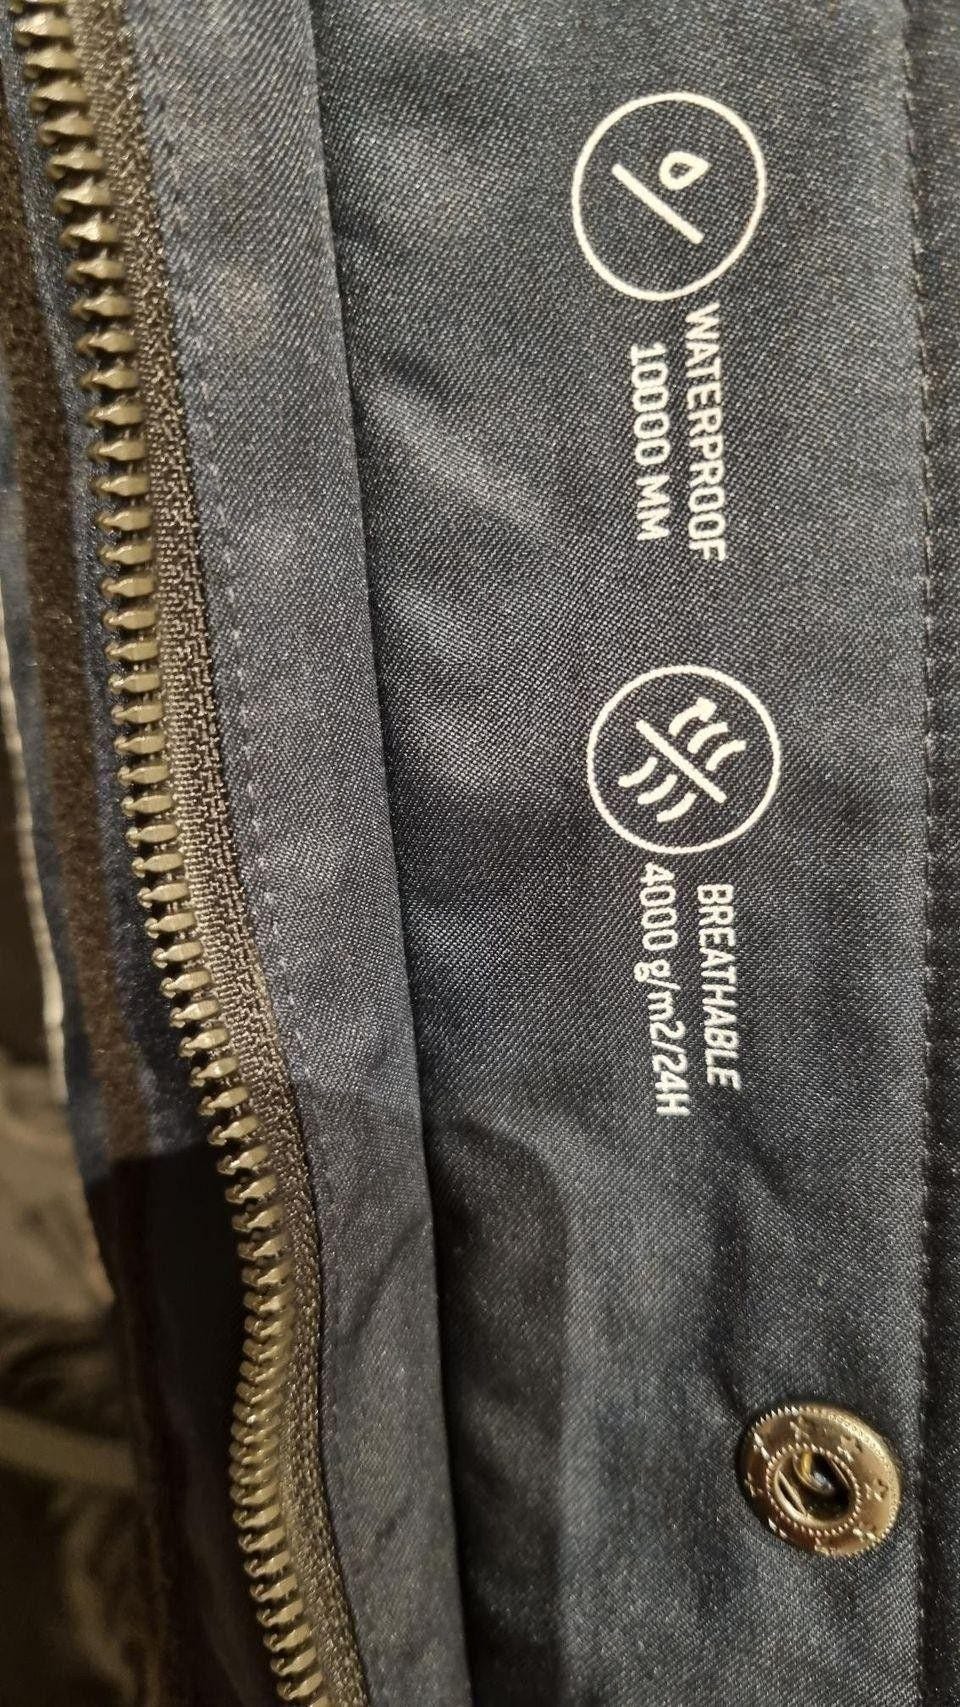 WATERPROOF
10000 MM
BREATHABLE
4000 g/m2/24H